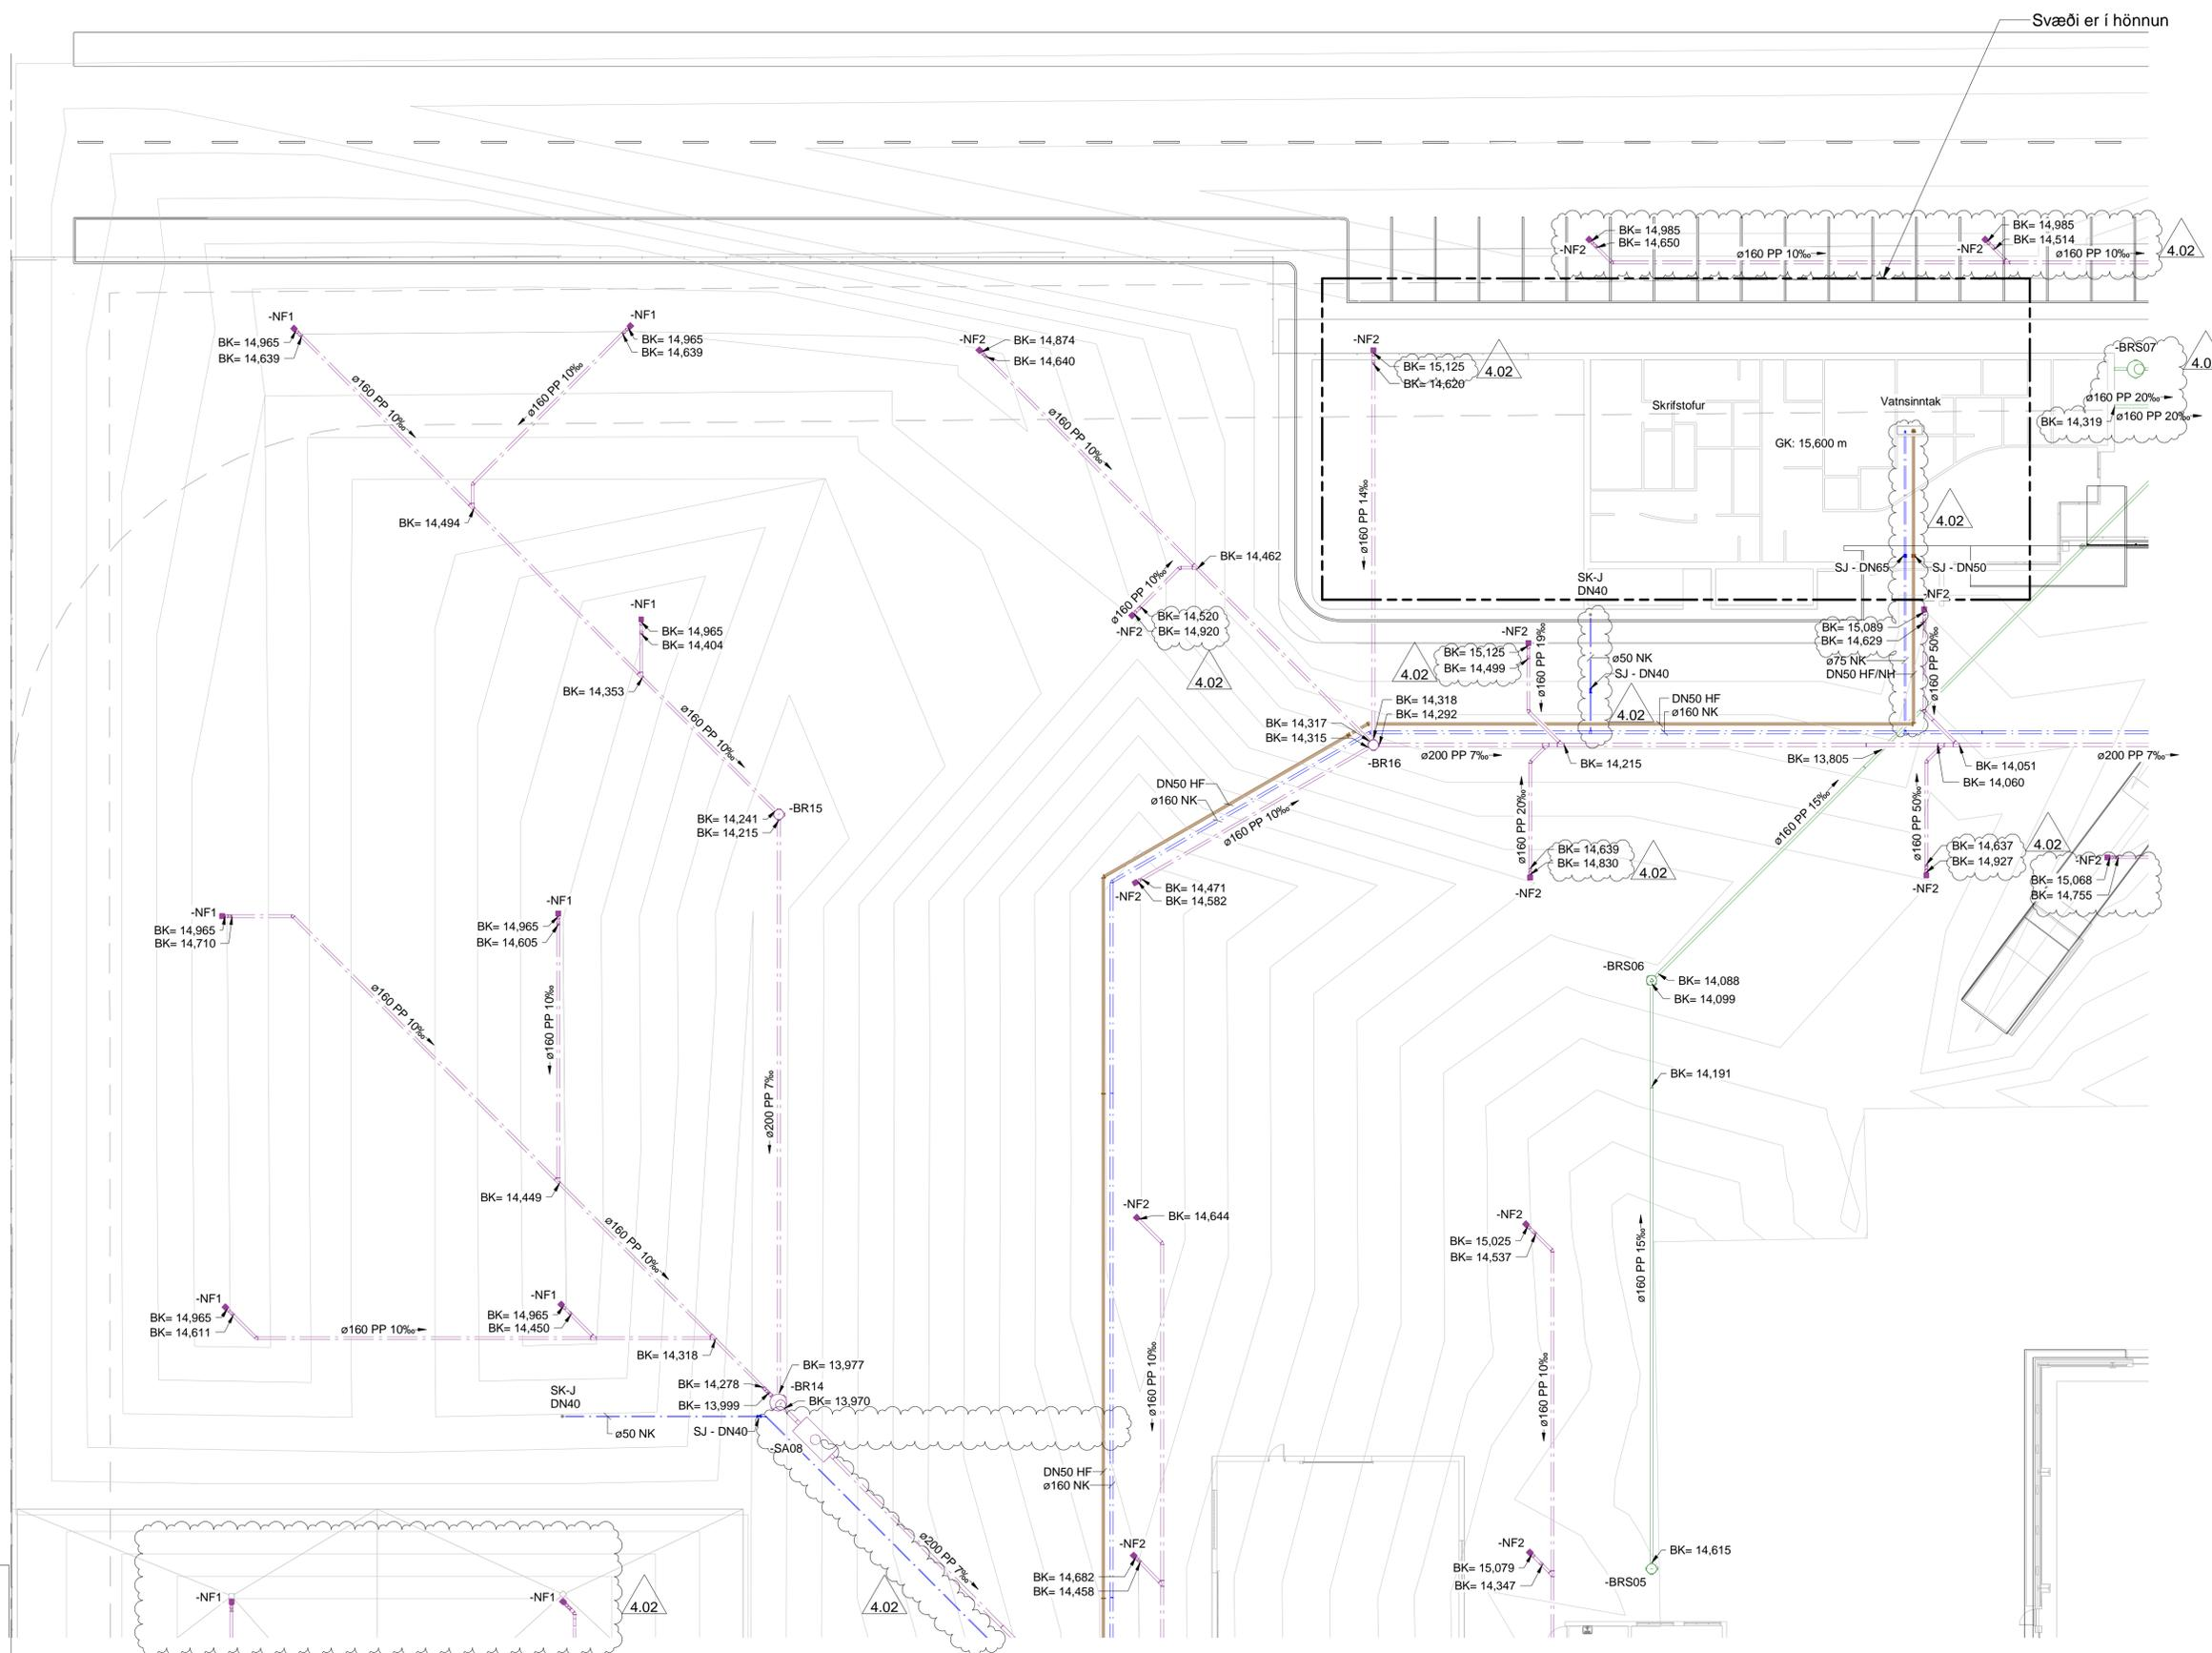 Svæði er í hönnun
BK= 14,985
BK= 14,650
-NF2
ø160 PP 10‰
BK= 14,985
BK= 14,514
-NF2
ø160 PP 10‰
4.02
-NF1
BK= 14,965
BK= 14,639
-NF1
BK= 14,965
BK= 14,639
-NF2
BK= 14,874
BK= 14,640
-NF2
BK= 15,125
BK= 14,620
4.02
-BRS07
4.0
ø160 PP 20‰
ø160 PP 20‰
BK= 14,319
Skrifstofur
Vatnsinntak
GK: 15,600 m
ø160 PP 10‰
ø160 PP 10‰
ø160 PP 10‰
ø160 PP 14‰
BK= 14,494
4.02
BK= 14,462
SJ - DN65
SJ - DN50
SK-J
DN40
ø160 PP 10‰
-NF1
BK= 14,965
BK= 14,404
BK= 14,520
BK= 14,920
-NF2
4.02
-NF2
BK= 15,125
BK= 14,499
4.02
ø160 PP 19‰
ø50 NK
SJ - DN40
4.02
-NF2
BK= 15,089
BK= 14,629
ø75 NK
DN50 HF/NH
ø160 PP 50‰
BK= 14,353
ø160 PP 10‰
DN50 HF
ø160 NK
BK= 14,318
BK= 14,292
BK= 14,317
BK= 14,315
-BR16
ø200 PP 7‰
BK= 14,215
BK= 13,805
BK= 14,051
BK= 14,060
ø200 PP 7‰
DN50 HF
ø160 NK
ø160 PP 10‰
-BR15
BK= 14,241
BK= 14,215
ø160 PP 20‰
ø160 PP 15‰
ø160 PP 50‰
BK= 14,639
BK= 14,830
-NF2
4.02
BK= 14,637
BK= 14,927
-NF2
4.02
-NF2
BK= 15,068
BK= 14,755
BK= 14,471
BK= 14,582
-NF2
-NF1
BK= 14,965
BK= 14,710
-NF1
BK= 14,965
BK= 14,605
-BRS06
BK= 14,088
BK= 14,099
ø160 PP 10‰
ø160 PP 10‰
ø200 PP 7‰
BK= 14,191
BK= 14,449
ø160 PP 10‰
-NF2
BK= 14,644
-NF2
BK= 15,025
BK= 14,537
ø160 PP 15‰
-NF1
BK= 14,965
BK= 14,611
ø160 PP 10‰
-NF1
BK= 14,965
BK= 14,450
BK= 14,318
BK= 13,977
BK= 14,278
-BR14
BK= 13,999
BK= 13,970
SK-J
DN40
ø50 NK
SJ - DN40
-SA08
ø160 PP 10‰
ø160 PP 10‰
DN50 HF
ø160 NK
ø200 PP 7‰
-NF2
BK= 14,682
BK= 14,458
-NF2
BK= 15,079
BK= 14,347
BK= 14,615
-BRS05
-NF1
-NF1
4.02
4.02